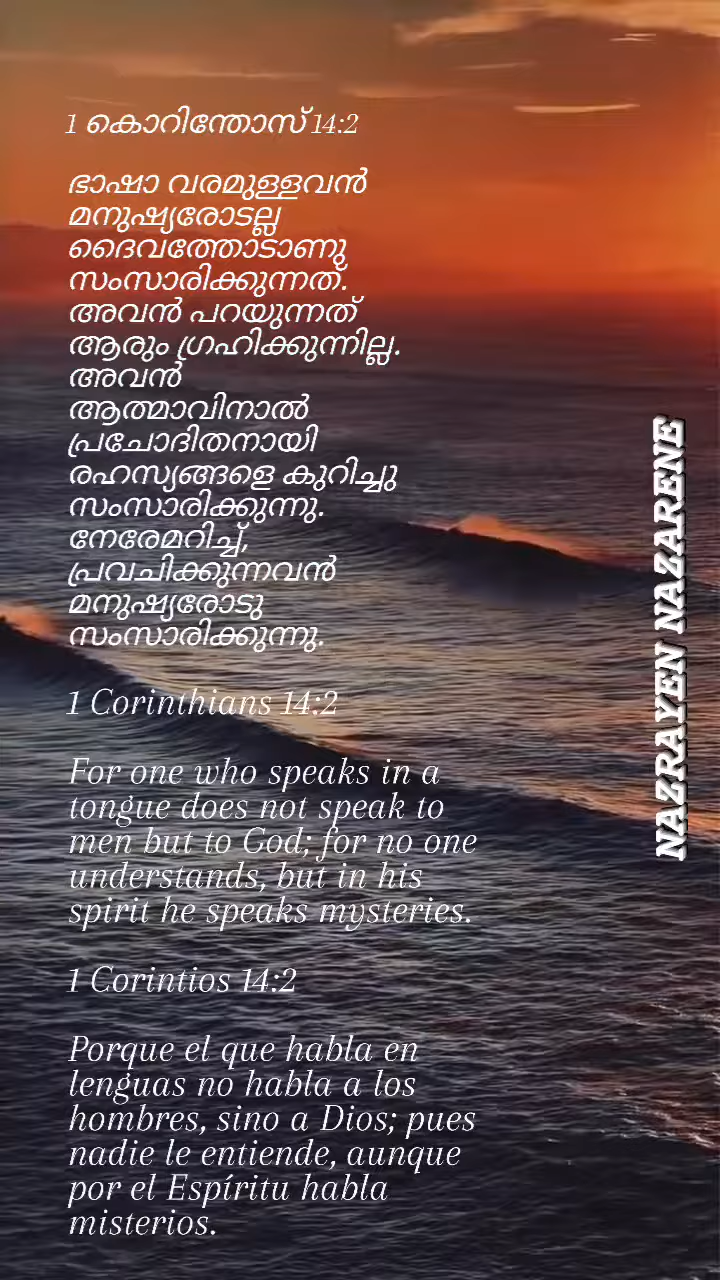 1 കൊറിന്തോസ് 14:2
ഭാഷാ വരമുള്ളവൻ
മനുഷ്യരോടല്ല
ദൈവത്തോടാണു
സംസാരിക്കുന്നത്.
അവൻ പറയുന്നത്
ആരും ഗ്രഹിക്കുന്നില്ല.
അവൻ
ആത്മാവിനാൽ
പ്രചോദിതനായി
രഹസ്യങ്ങളെ കുറിച്ചു
സംസാരിക്കുന്നു.
നേരേമറിച്ച്,
പ്രവചിക്കുന്നവൻ
മനുഷ്യരോടു
സംസാരിക്കുന്നു.
1 Corinthians 14:2
For one who speaks in a
tongue does not speak to
men but to God; for no one
understands, but in his
spirit he speaks mysteries.
1 Corintios 14:2
Porque el que habla en
lenguas no habla a los
hombres, sino a Dios; pues
nadie le entiende, aunque
por el Espíritu habla
misterios.
NAZRAYEN NAZARENE